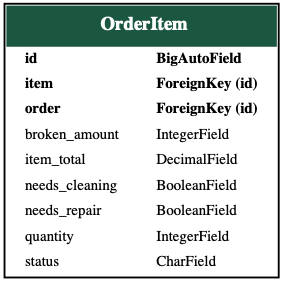 OrderItem
id BigAutoField
item ForeignKey (id)
order ForeignKey (id)
broken_amount IntegerField
item_total DecimalField
needs_cleaning BooleanField
needs_repair BooleanField
quantity IntegerField
status CharField